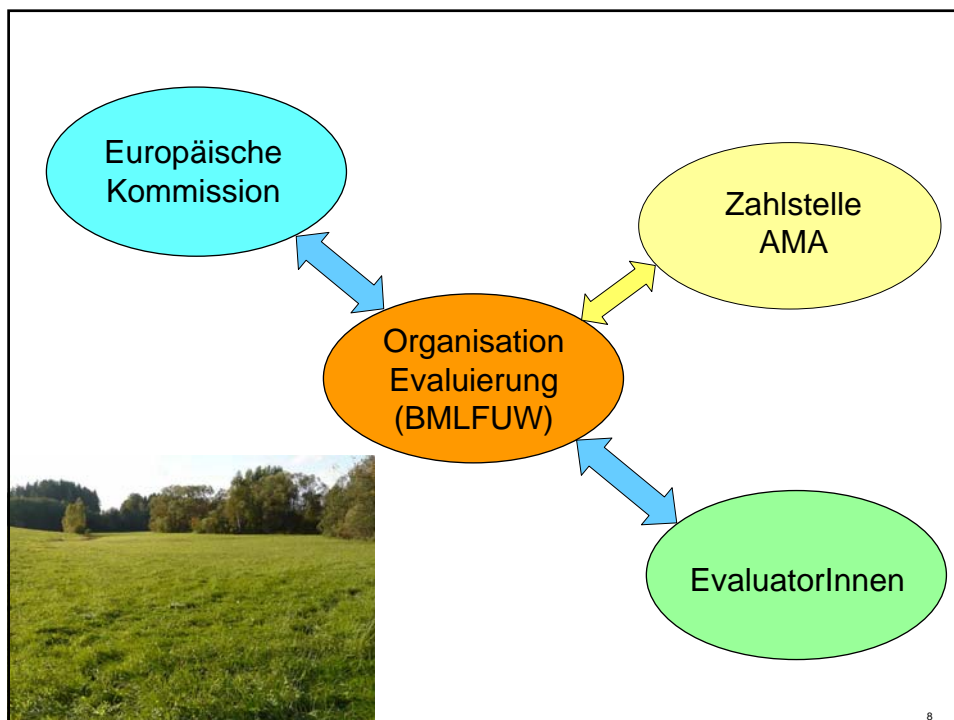 Europäische
Kommission
Zahlstelle
AMA
Organisation
Evaluierung
(BMLFUW)
EvaluatorInnen
8